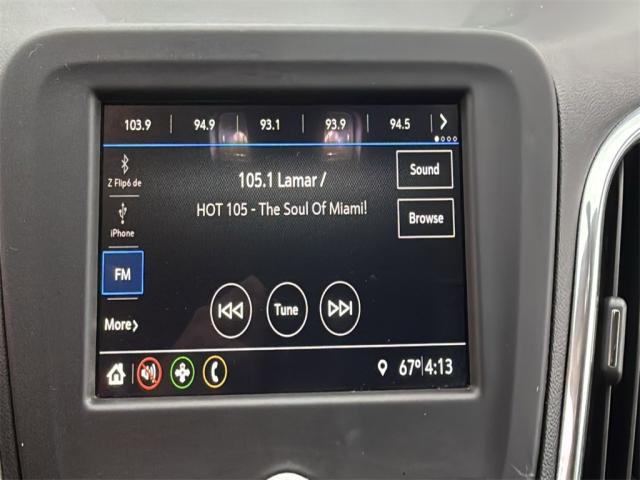 103.9 94.9 93.1 93.9 94.5
Z Flip6 de
105.1 Lamar /
Sound
HOT 105 - The Soul Of Miami!
Browse
iPhone
FM
Tune
More
67° 4:13